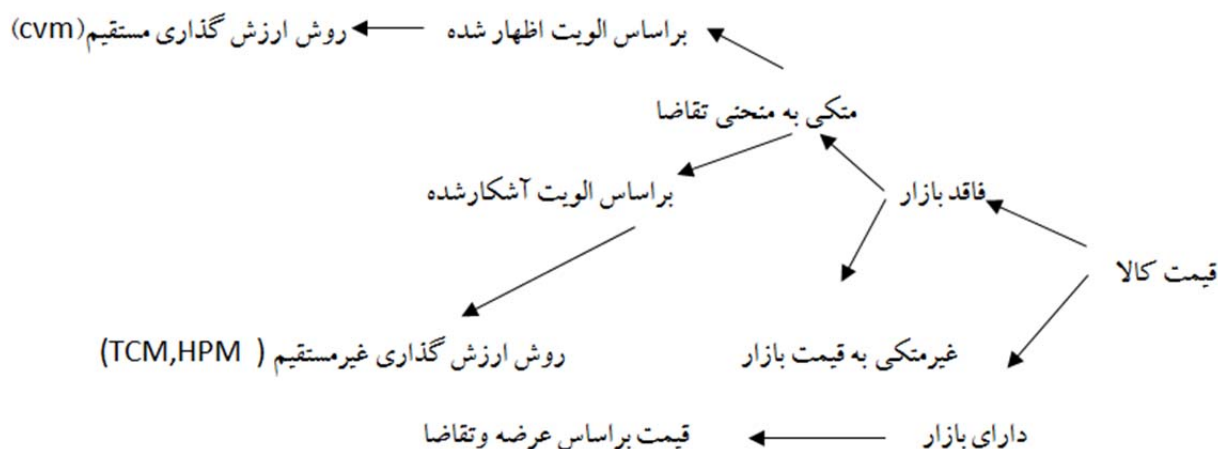 براساس الویت اظهار شده
روش ارزش گذاری مستقیم(cvm)
متکی به منحنی تقاضا
فاقد بازار
براساس الویت آشکارشده
قیمت کالا
غیرمتکی به قیمت بازار
روش ارزش گذاری غیرمستقیم ( TCM,HPM)
دارای بازار
قیمت براساس عرضه وتقاضا